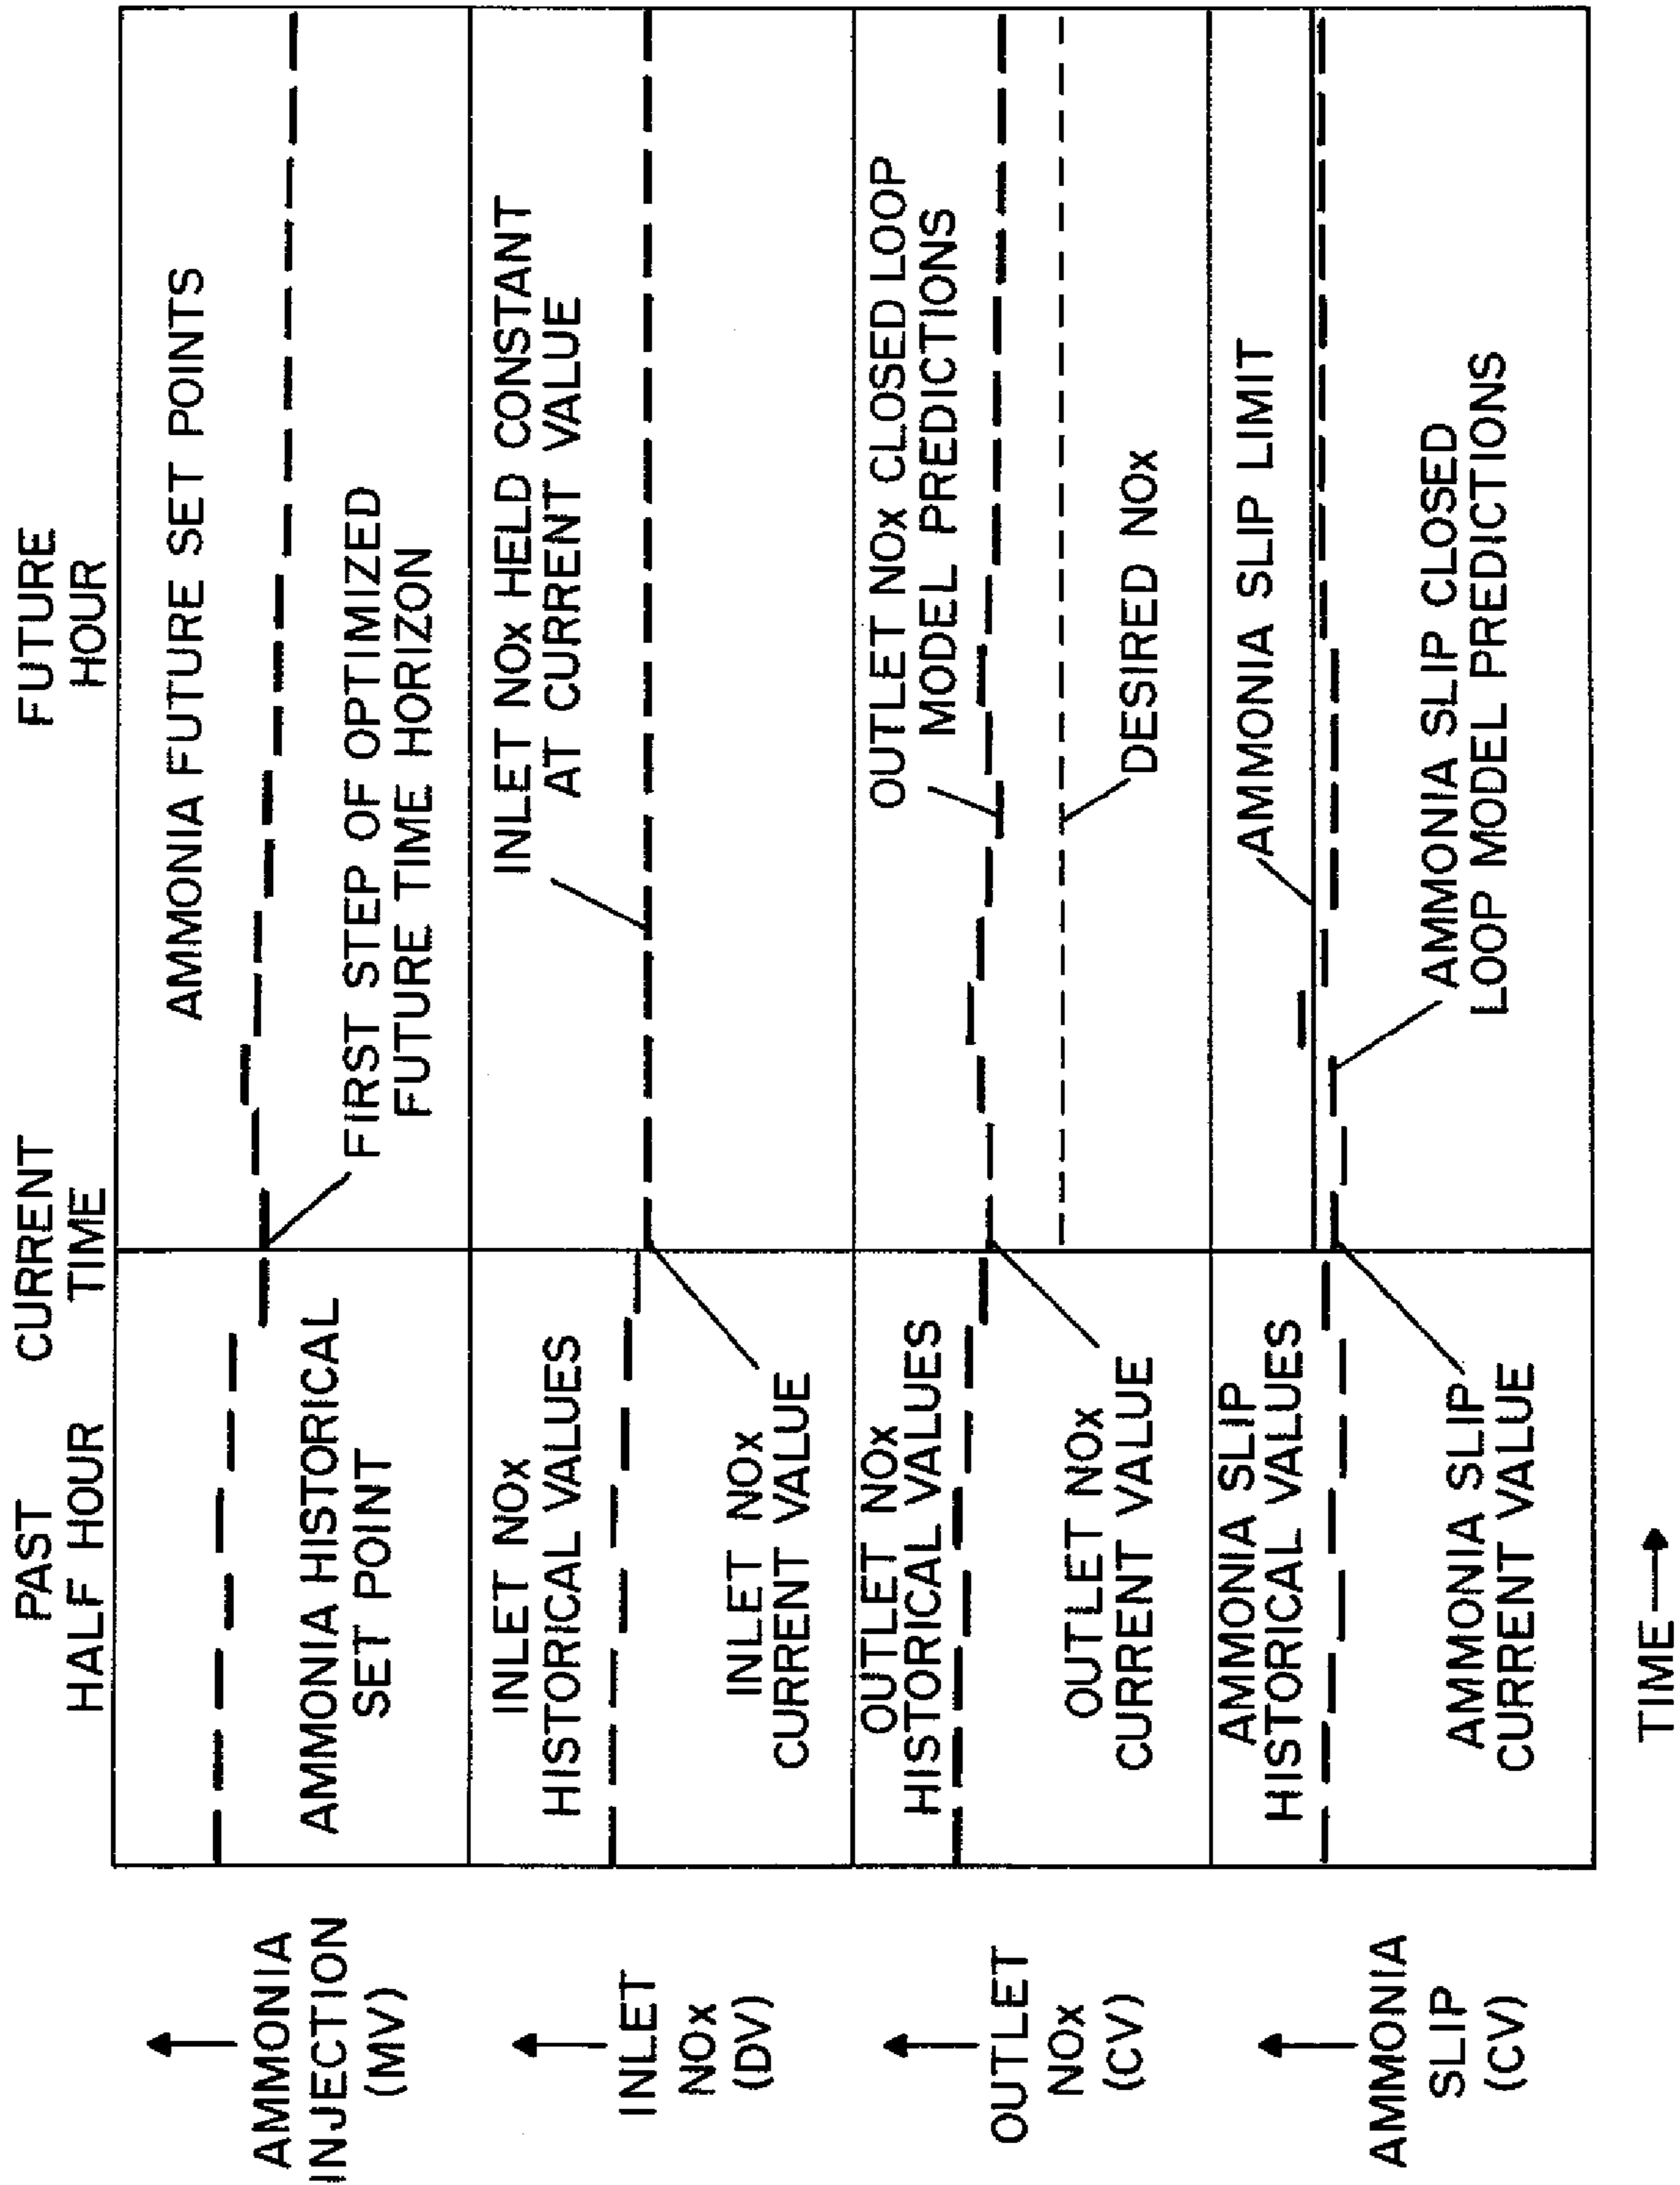 PAST
HALF HOUR
CURRENT
TIME
FUTURE
HOUR
AMMONIA
INJECTION
(MV)
AMMONIA HISTORICAL
SET POINT
AMMONIA FUTURE SET POINTS
FIRST STEP OF OPTIMIZED
FUTURE TIME HORIZON
INLET
NOx
(DV)
INLET NOx
HISTORICAL VALUES
INLET NOx
CURRENT VALUE
INLET NOx HELD CONSTANT
AT CURRENT VALUE
OUTLET
NOx
(CV)
OUTLET NOx
HISTORICAL VALUES
OUTLET NOx
CURRENT VALUE
OUTLET NOx CLOSED LOOP
MODEL PREDICTIONS
DESIRED NOx
AMMONIA
SLIP
(CV)
AMMONIA SLIP
HISTORICAL VALUES
AMMONIA SLIP
CURRENT VALUE
AMMONIA SLIP LIMIT
AMMONIA SLIP CLOSED
LOOP MODEL PREDICTIONS
TIME